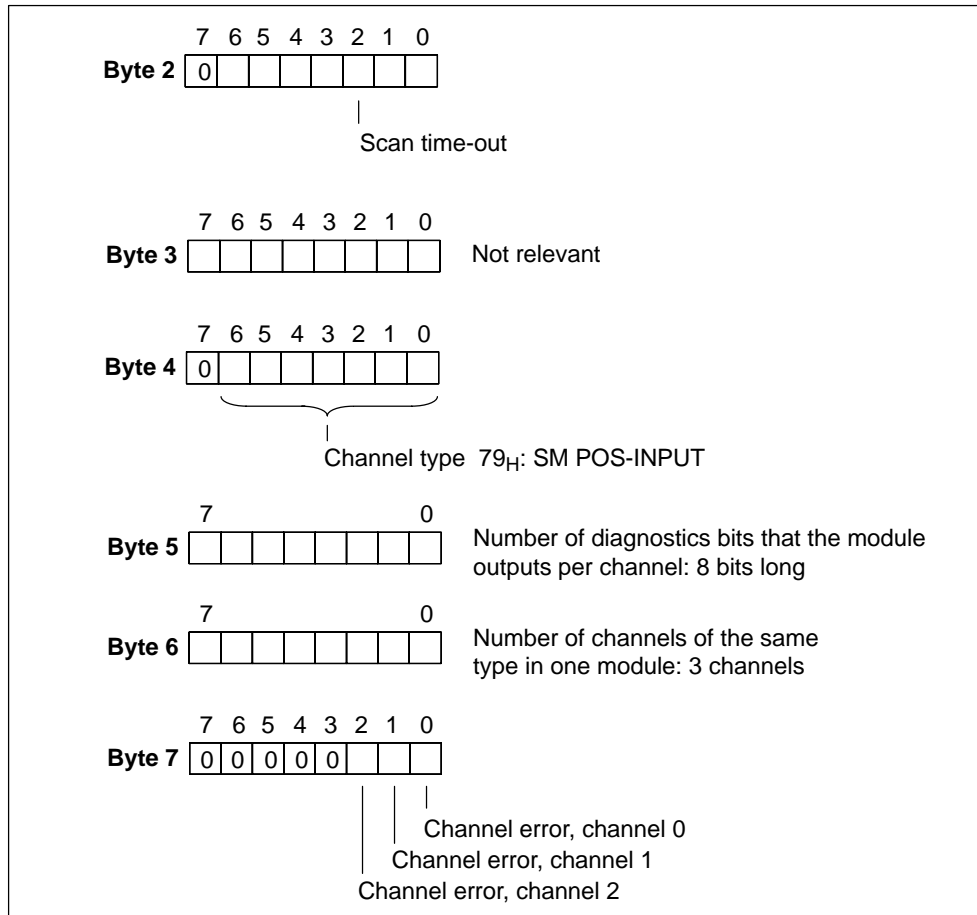 7 6 5 4 3 2 1 0
Byte 2 0
Scan time-out
7 6 5 4 3 2 1 0
Byte 3 Not relevant
7 6 5 4 3 2 1 0
Byte 4 0
Channel type 79H: SM POS-INPUT
7 0
Byte 5 Number of diagnostics bits that the module
outputs per channel: 8 bits long
7 0
Byte 6 Number of channels of the same
type in one module: 3 channels
7 6 5 4 3 2 1 0
Byte 7 0 0 0 0 0
Channel error, channel 0
Channel error, channel 1
Channel error, channel 2